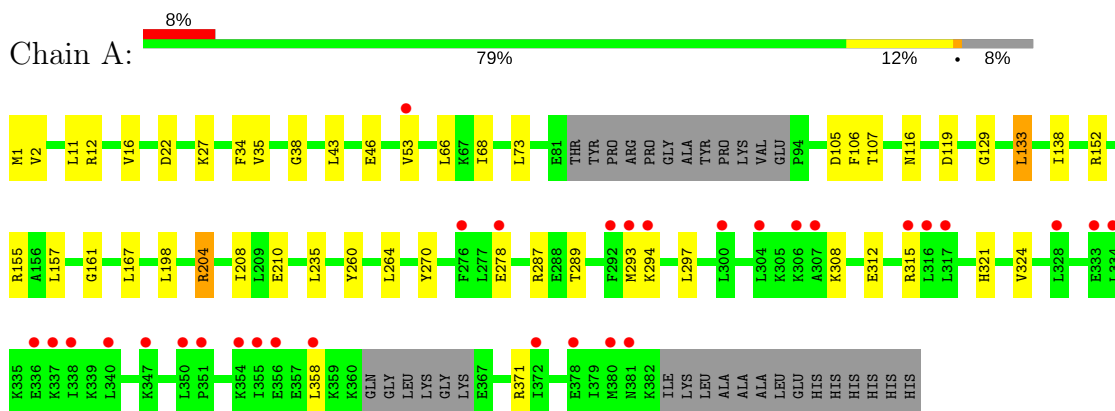 8%
Chain A:
79% 12% • 8%
M1 V2 L11 R12 V16 D22 K27 F34 V35 G38 L43 E46 V53 L66 K67 I68 L73 E81 THR TYR PRO ARG PRO GLY ALA TYR PRO LYS VAL GLU P94 D105 F106 T107 N116 D119 G129 L133 I138 R152
R155 A156 L157 G161 L167 L198 R204 I208 L209 E210 L235 Y260 L264 Y270 F276 L277 E278 R287 E288 T289 F292 M293 K294 L297 L300 L304 K305 K306 A307 K308 E312 R315 L316 L317 H321 V324 L328 E333 L334
K335 E336 K337 I338 K339 L340 K347 L350 P351 K354 I355 E356 E357 L358 K359 K360 GLN GLY LEU LYS GLY LYS E367 R371 I372 E378 I379 M380 N381 K382 ILE LYS LEU ALA ALA ALA LEU GLU HIS HIS HIS HIS HIS HIS